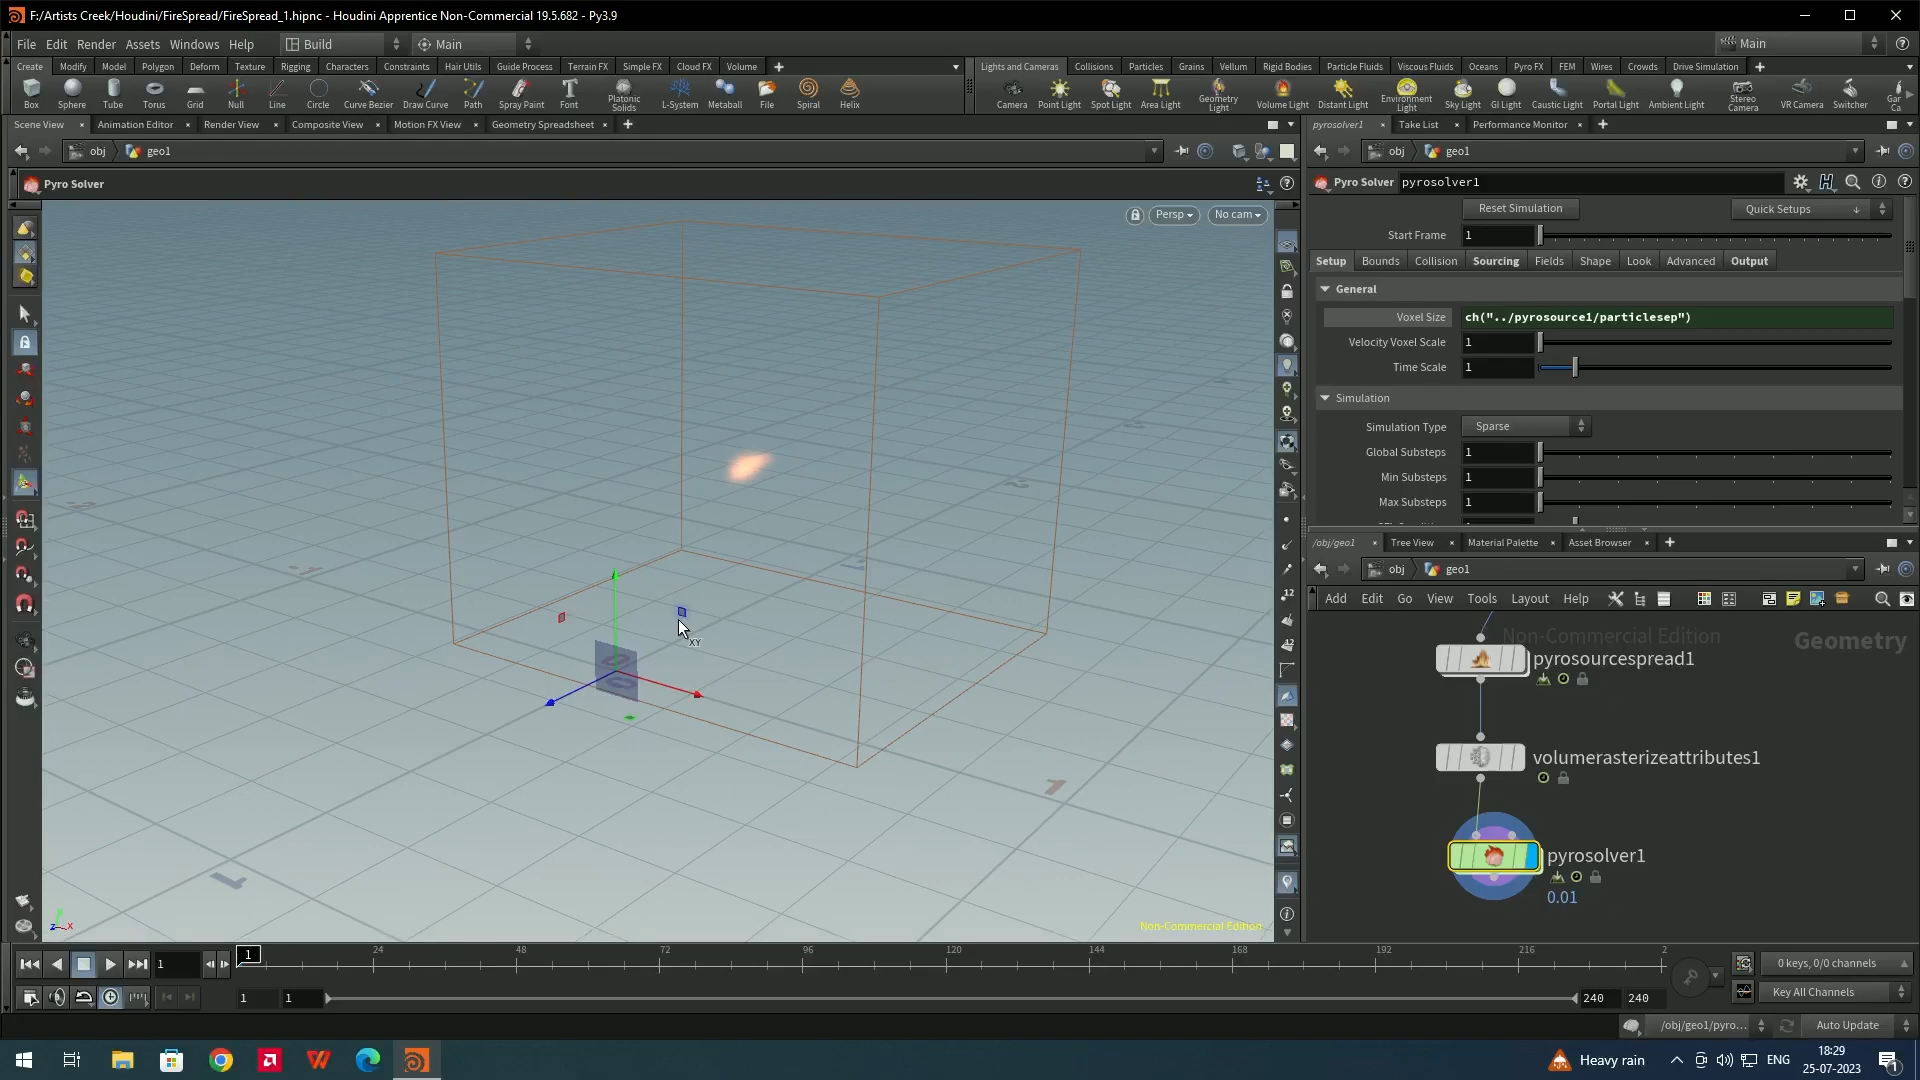 F:/Artists Creek/Houdini/FireSpread/FireSpread_1.hipnc - Houdini Apprentice Non-Commercial 19.5.682 - Py3.9
File Edit Render Assets Windows Help Build Main Main
Create Modify Model Polygon Deform Texture Rigging Characters Constraints Hair Utils Guide Process Terrain FX Simple FX Cloud FX Volume
Lights and Cameras Collisions Particles Grains Vellum Rigid Bodies Particle Fluids Viscous Fluids Oceans Pyro FX FEM Wires Crowds Drive Simulation
Box Sphere Tube Torus Grid Null Line Circle Curve Bezier Draw Curve Path Spray Paint Font Platonic Solids L-System Metaball File Spiral Helix
Camera Point Light Spot Light Area Light Geometry Light Volume Light Distant Light Environment Light Sky Light GI Light Caustic Light Portal Light Ambient Light Stereo Camera VR Camera Switcher Gar Ca
Scene View Animation Editor Render View Composite View Motion FX View Geometry Spreadsheet
pyrosolver1 Take List Performance Monitor
obj geo1
obj geo1
Pyro Solver
Pyro Solver pyrosolver1
Persp No cam
Reset Simulation Quick Setups
Start Frame 1
Setup Bounds Collision Sourcing Fields Shape Look Advanced Output
General
Voxel Size ch("../pyrosource1/particlesep")
Velocity Voxel Scale 1
Time Scale 1
Simulation
Simulation Type Sparse
Global Substeps 1
Min Substeps 1
Max Substeps 1
/obj/geo1 Tree View Material Palette Asset Browser
obj geo1
Add Edit Go View Tools Layout Help
Non-Commercial Edition
Geometry
pyrosourcespread1
volumerasterizeattributes1
pyrosolver1
0.01
XY
Non-Commercial Edition
1 1 24 48 72 96 120 144 168 192 216 2
0 keys, 0/0 channels
1 1 240 240
Key All Channels
/obj/geo1/pyro... Auto Update
Heavy rain ENG 18:29
25-07-2023